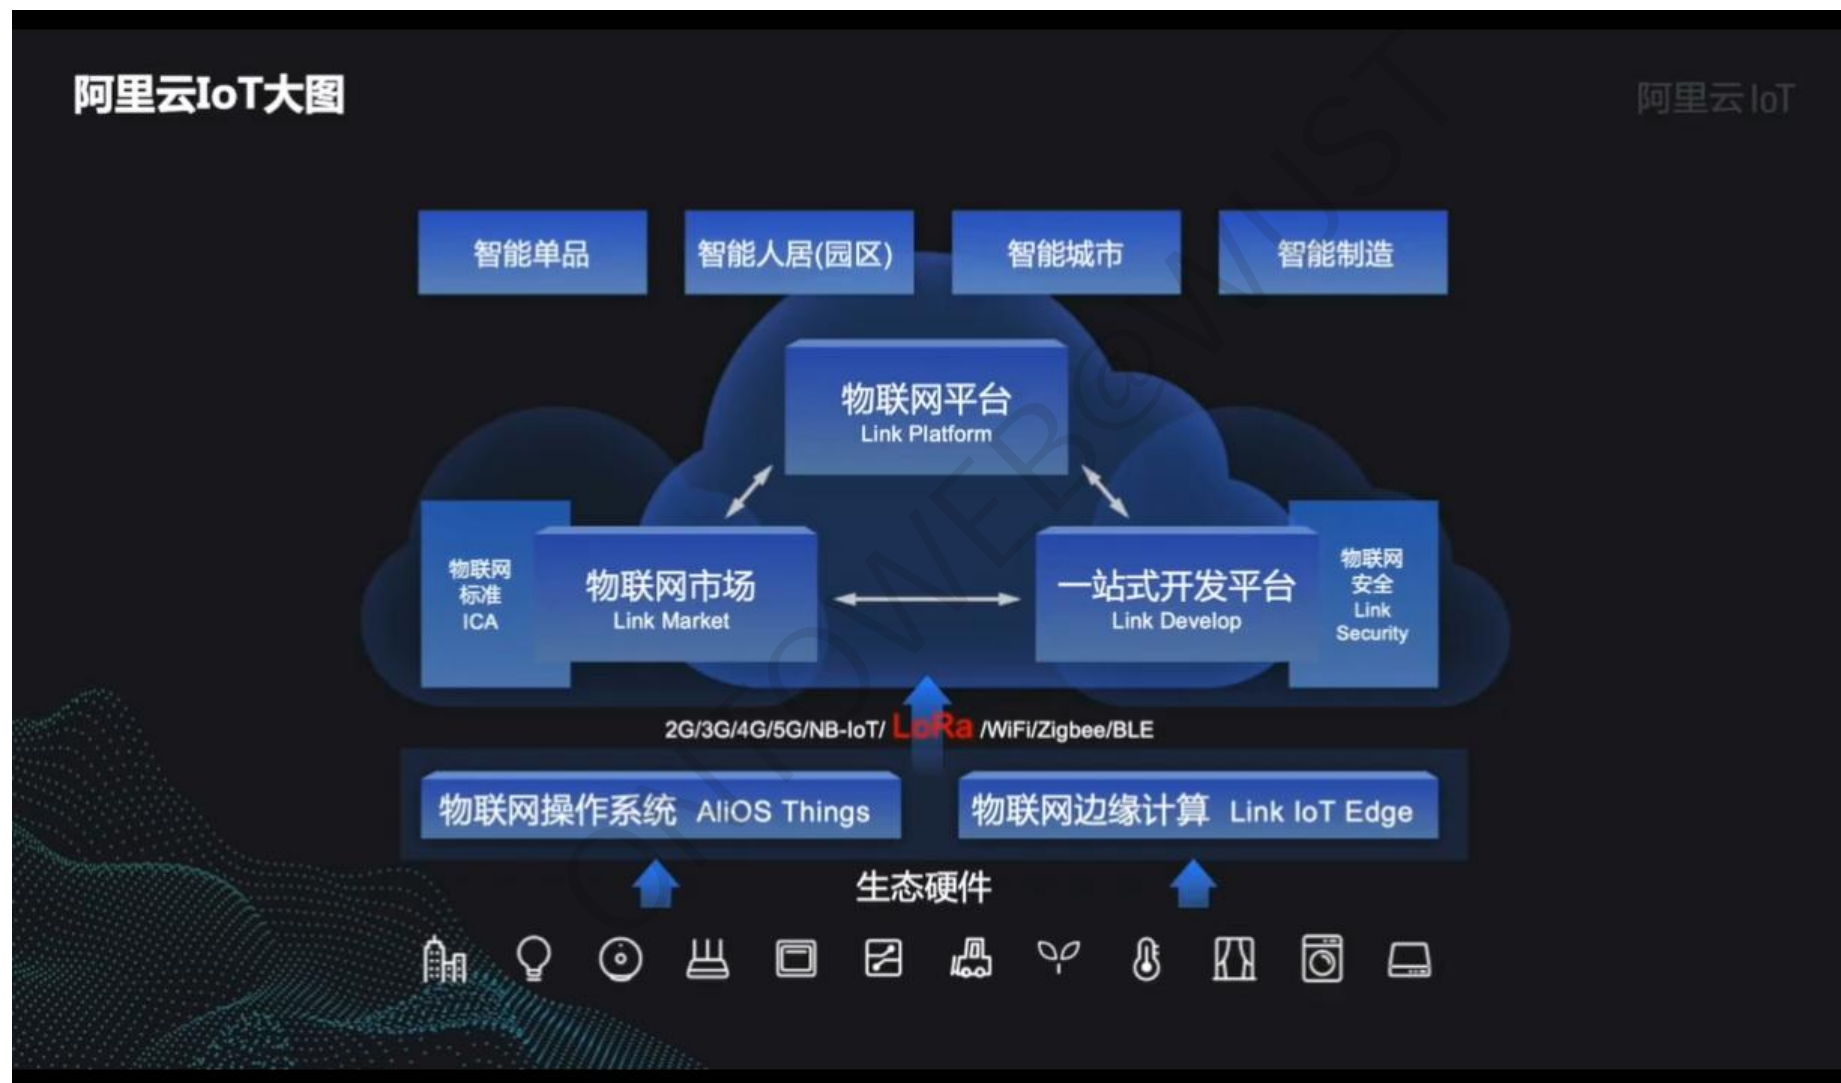 阿里云IoT大图
阿里云IoT
智能单品
智能人居(园区)
智能城市
智能制造
物联网平台
Link Platform
物联网
标准
ICA
物联网市场
Link Market
一站式开发平台
Link Develop
物联网
安全
Link
Security
2G/3G/4G/5G/NB-IoT/ LoRa /WiFi/Zigbee/BLE
物联网操作系统 AliOS Things
物联网边缘计算 Link IoT Edge
生态硬件
ONTOWEB@WUST